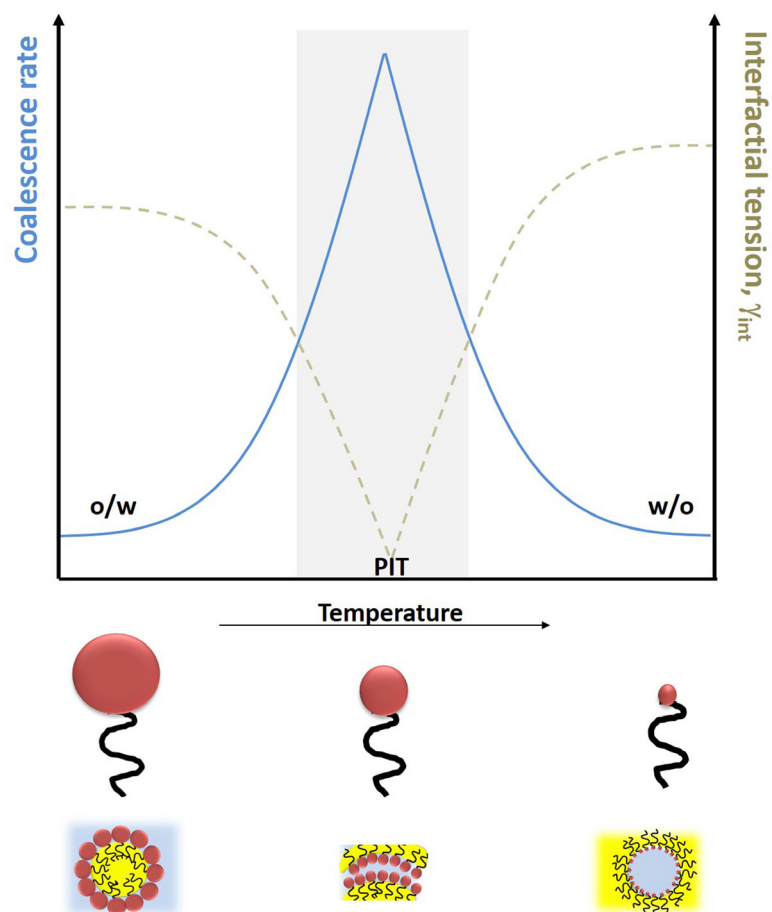 Coalescence rate
Interfactial tension, γint
o/w
w/o
PIT
Temperature